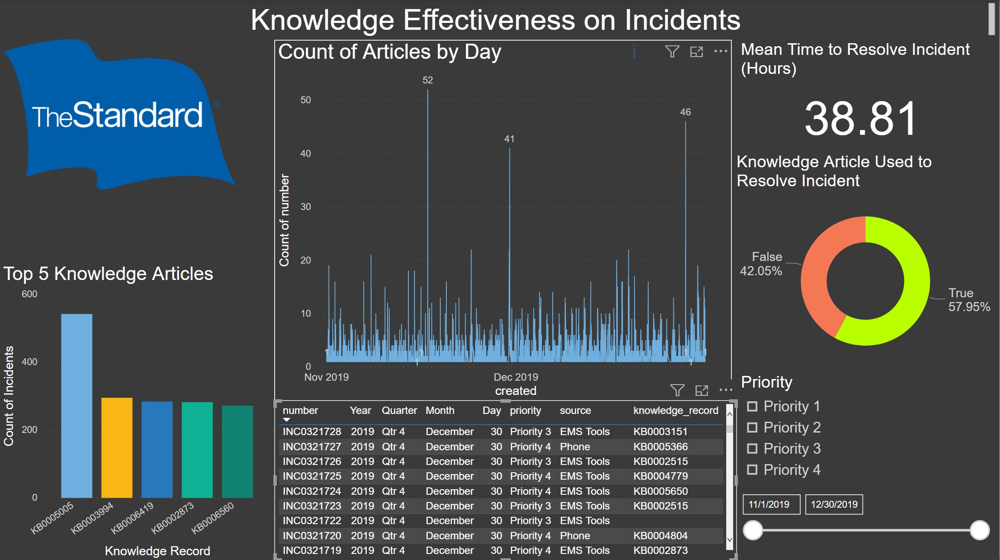 Knowledge Effectiveness on Incidents
TheStandard®
Count of Articles by Day
i
Count of number
52
50
46
41
40
30
20
10
1
1
1
1
1
1
0
Nov 2019
Dec 2019
created
Mean Time to Resolve Incident
(Hours)
38.81
Knowledge Article Used to
Resolve Incident
False
42.05%
True
57.95%
Top 5 Knowledge Articles
Count of Incidents
600
400
200
0
KB0005005
KB0003994
KB0006419
KB0002873
KB0006560
Knowledge Record
number Year Quarter Month Day priority source knowledge_record
INC0321728 2019 Qtr 4 December 30 Priority 3 EMS Tools KB0003151
INC0321727 2019 Qtr 4 December 30 Priority 4 Phone KB0005366
INC0321726 2019 Qtr 4 December 30 Priority 3 EMS Tools KB0002515
INC0321725 2019 Qtr 4 December 30 Priority 4 EMS Tools KB0004779
INC0321724 2019 Qtr 4 December 30 Priority 4 EMS Tools KB0005650
INC0321723 2019 Qtr 4 December 30 Priority 3 EMS Tools KB0002515
INC0321722 2019 Qtr 4 December 30 Priority 3 EMS Tools
INC0321720 2019 Qtr 4 December 30 Priority 4 Phone KB0004804
INC0321719 2019 Qtr 4 December 30 Priority 4 EMS Tools KB0002873
Priority
Priority 1
Priority 2
Priority 3
Priority 4
11/1/2019 12/30/2019